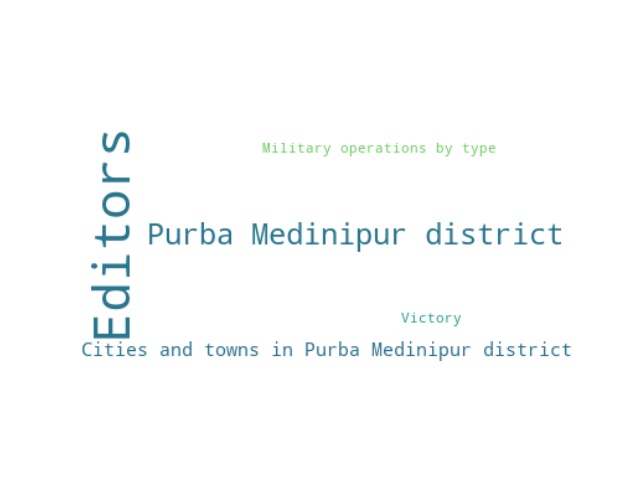 Editors
Military operations by type
Purba Medinipur district
Victory
Cities and towns in Purba Medinipur district